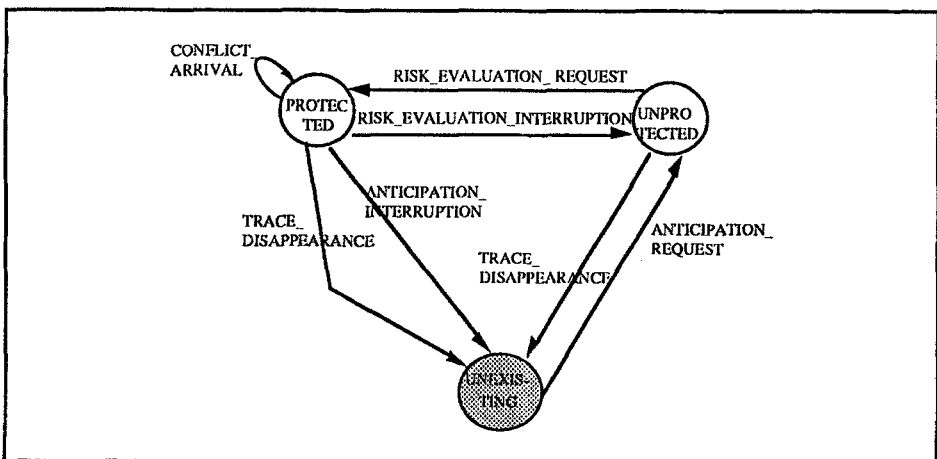 CONFLICT_
ARRIVAL
RISK_EVALUATION_ REQUEST
PROTEC
TED
RISK_EVALUATION_INTERRUPTION
UNPRO
TECTED
ANTICIPATION_
INTERRUPTION
TRACE_
DISAPPEARANCE
TRACE_
DISAPPEARANCE
ANTICIPATION_
REQUEST
UNEXIS-
TING